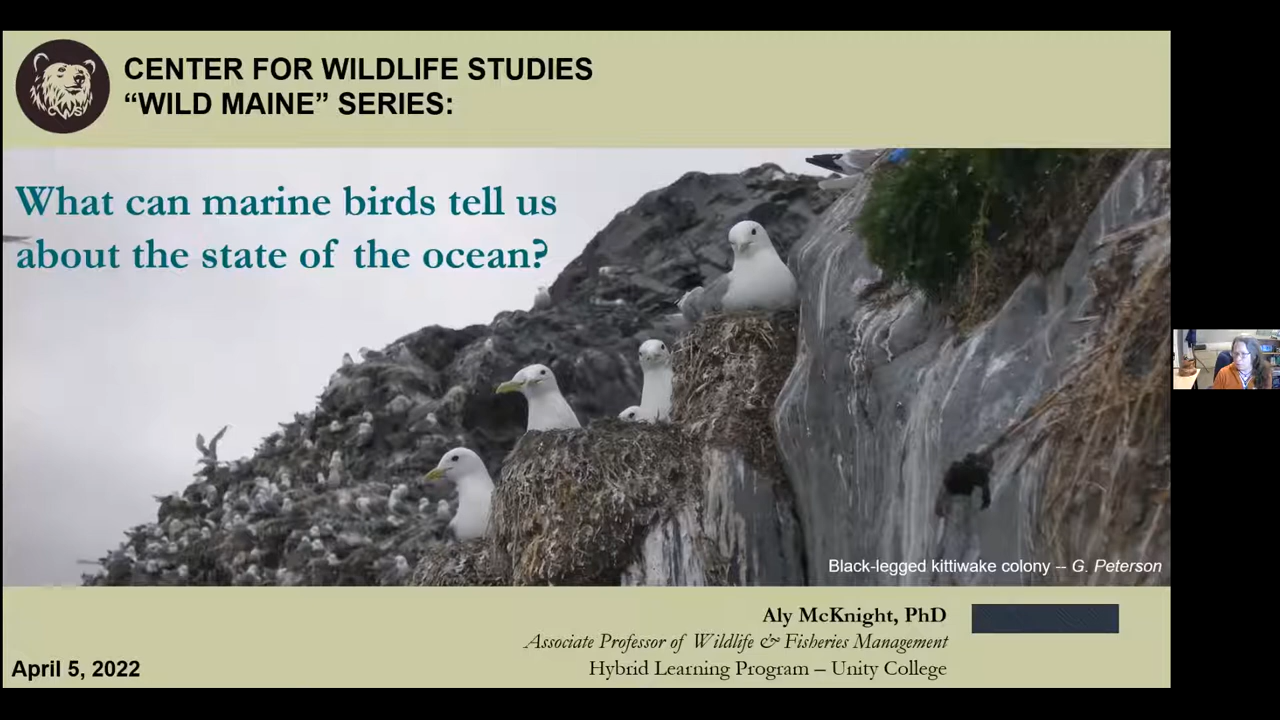 CWS
CENTER FOR WILDLIFE STUDIES
“WILD MAINE” SERIES:
What can marine birds tell us
about the state of the ocean?
Black-legged kittiwake colony -- G. Peterson
Aly McKnight, PhD
Associate Professor of Wildlife & Fisheries Management
Hybrid Learning Program – Unity College
April 5, 2022